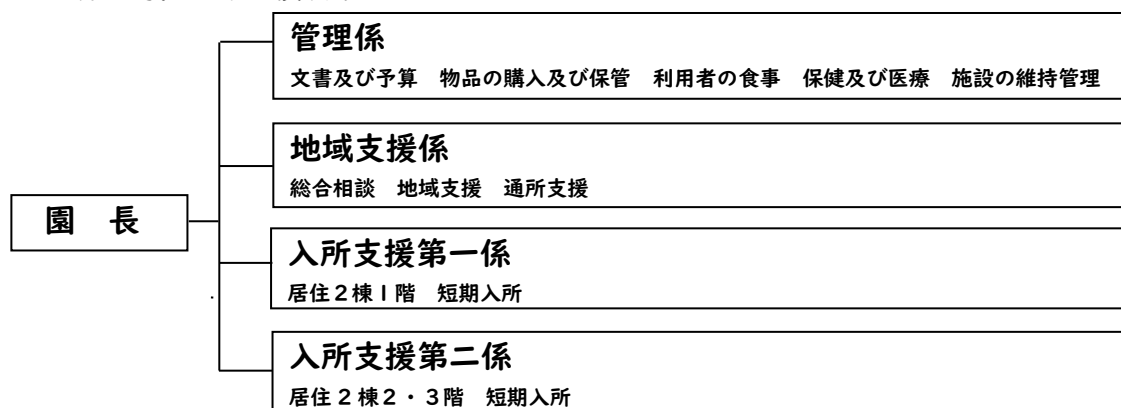 管理係
文書及び予算　物品の購入及び保管　利用者の食事　保健及び医療　施設の維持管理
地域支援係
総合相談　地域支援　通所支援
園　長
入所支援第一係
居住２棟１階　短期入所
入所支援第二係
居住２棟２・３階　短期入所